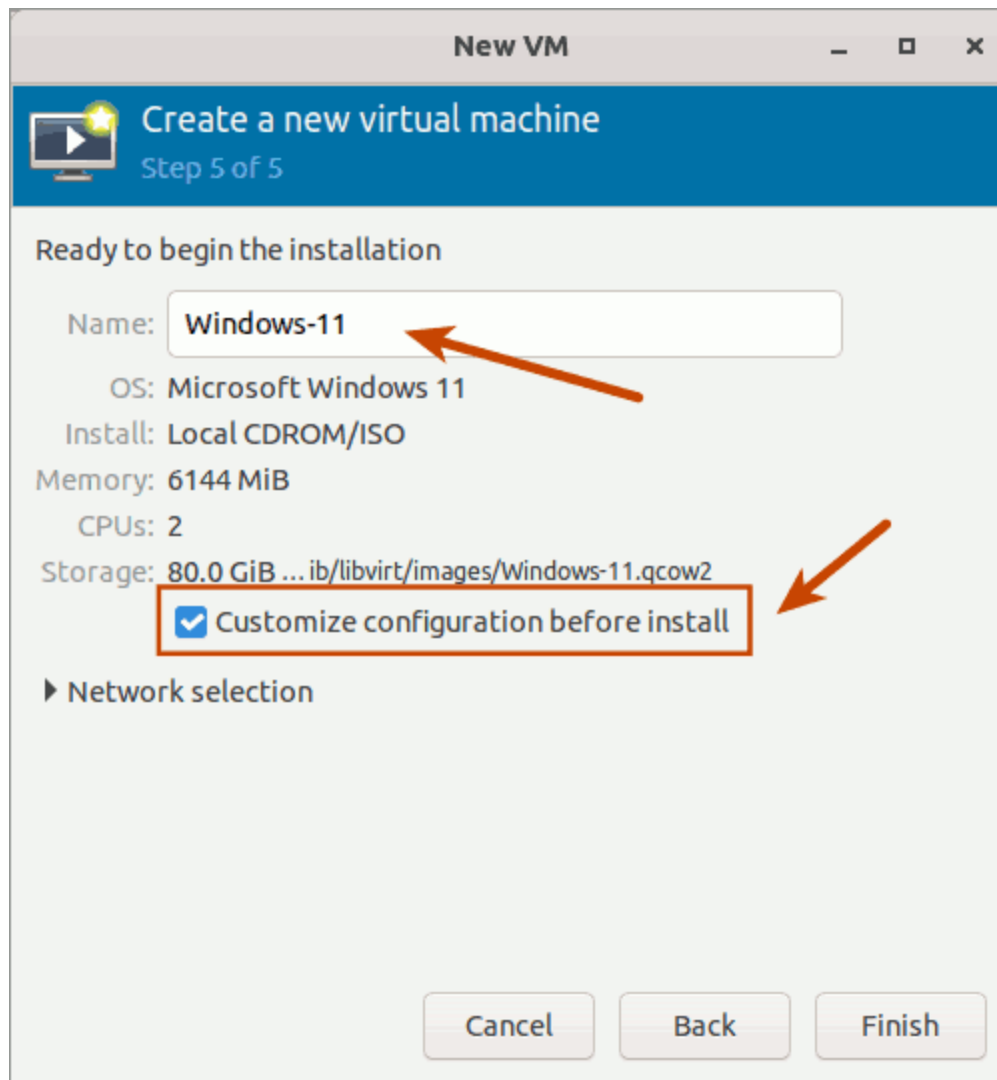 New VM
Create a new virtual machine
Step 5 of 5
Ready to begin the installation
Name: Windows-11
OS: Microsoft Windows 11
Install: Local CDROM/ISO
Memory: 6144 MiB
CPUs: 2
Storage: 80.0 GiB ... ib/libvirt/images/Windows-11.qcow2
Customize configuration before install
Network selection
Cancel Back Finish